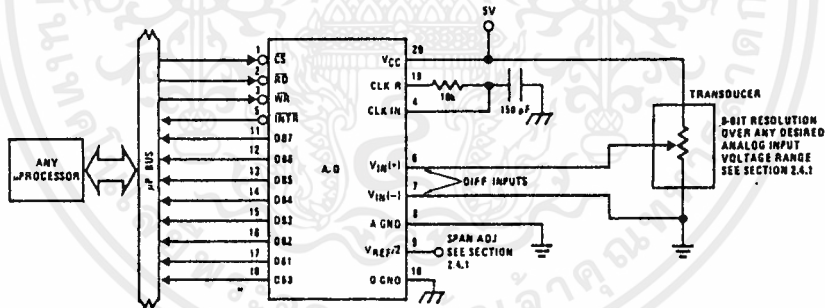 5V
1 CS
2 RD
3 WR
5 INTR
11 DB7
12 DB6
13 DB5
14 DB4
15 DB3
16 DB2
17 DB1
18 DB3
ANY
µPROCESSOR
µP BUS
A/D
VCC 20
CLK R 19
10k
CLK IN 4
150 pF
VIN(+) 6
VIN(-) 7
DIFF INPUTS
A GND 8
VREF/2 9
SPAN ADJ
SEE SECTION
2.4.1
D GND 10
TRANSDUCER
8-BIT RESOLUTION
OVER ANY DESIRED
ANALOG INPUT
VOLTAGE RANGE
SEE SECTION 2.4.1